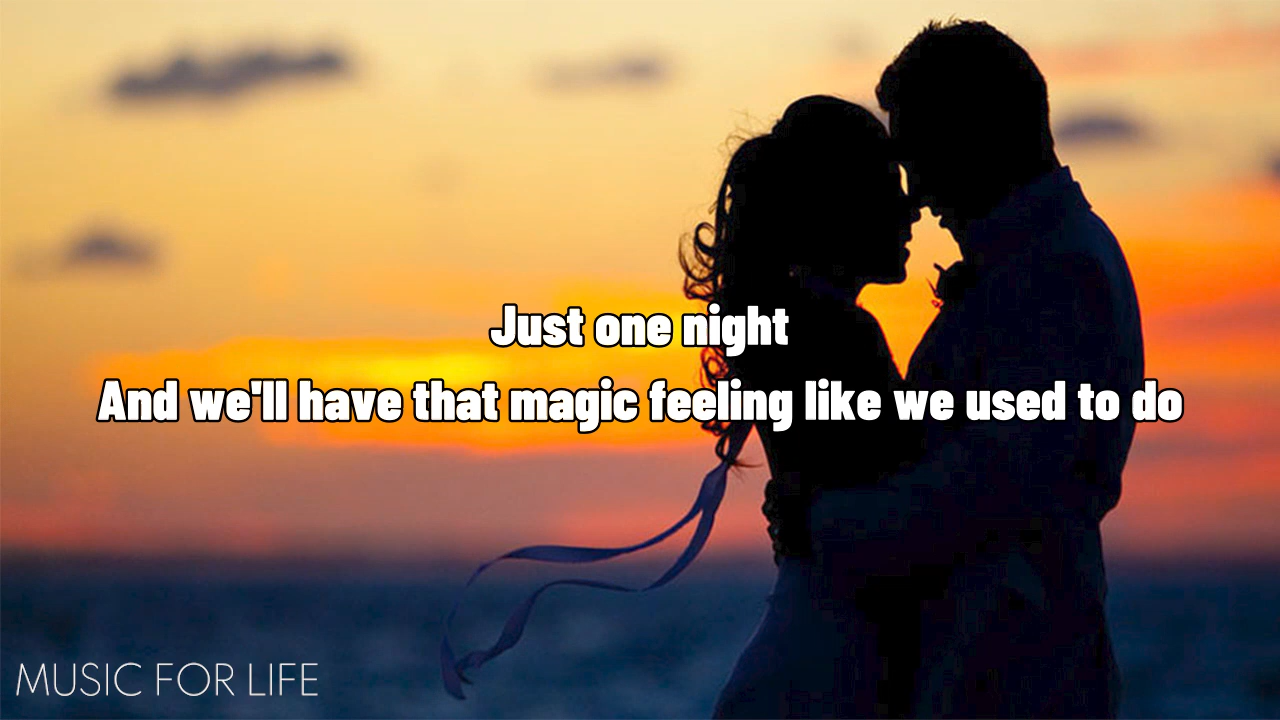 Just one night
And we'll have that magic feeling like we used to do
MUSIC FOR LIFE